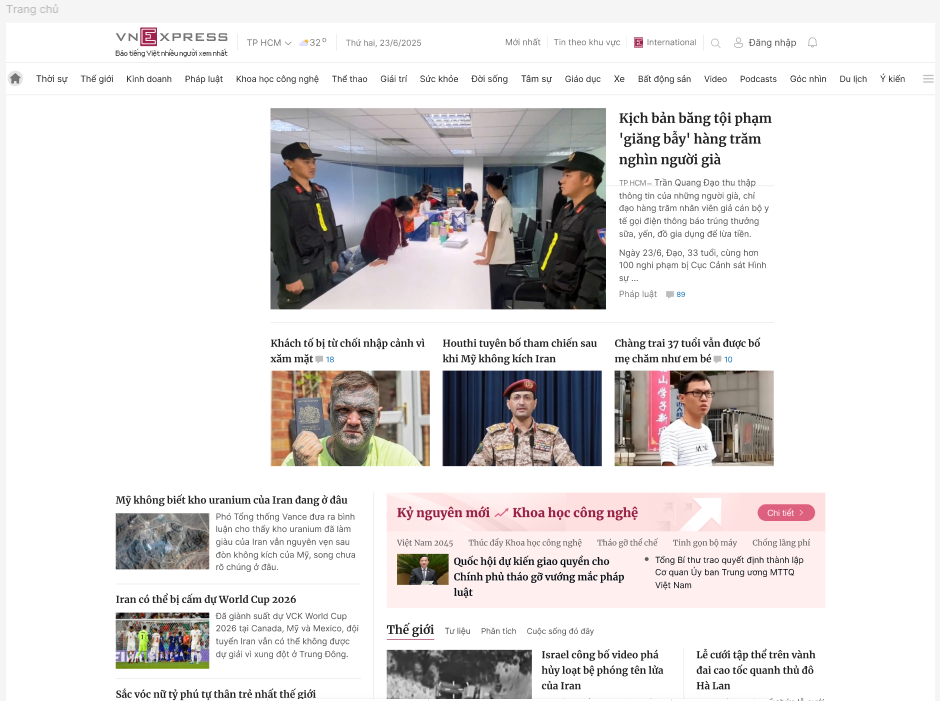 Trang chủ
VNEXPRESS
Báo tiếng Việt nhiều người xem nhất
TP HCM
32°
Thứ hai, 23/6/2025
Mới nhất
Tin theo khu vực
International
Đăng nhập
Thời sự
Thế giới
Kinh doanh
Pháp luật
Khoa học công nghệ
Thể thao
Giải trí
Sức khỏe
Đời sống
Tâm sự
Giáo dục
Xe
Bất động sản
Video
Podcasts
Góc nhìn
Du lịch
Ý kiến
Kịch bản băng tội phạm
'giăng bẫy' hàng trăm
nghìn người già
TP HCM– Trần Quang Đạo thu thập
thông tin của những người già, chỉ
đạo hàng trăm nhân viên giả cán bộ y
tế gọi điện thông báo trúng thưởng
sữa, yến, đồ gia dụng để lừa tiền.
Ngày 23/6, Đạo, 33 tuổi, cùng hơn
100 nghi phạm bị Cục Cảnh sát Hình
sự ...
Pháp luật
89
Khách tố bị từ chối nhập cảnh vì
xăm mặt 18
Houthi tuyên bố tham chiến sau
khi Mỹ không kích Iran
Chàng trai 37 tuổi vẫn được bố
mẹ chăm như em bé 10
Mỹ không biết kho uranium của Iran đang ở đâu
Phó Tổng thống Vance đưa ra bình
luận cho thấy kho uranium đã làm
giàu của Iran vẫn nguyên vẹn sau
đòn không kích của Mỹ, song chưa
rõ chúng ở đâu.
Iran có thể bị cấm dự World Cup 2026
Đã giành suất dự VCK World Cup
2026 tại Canada, Mỹ và Mexico, đội
tuyển Iran vẫn có thể không được
dự giải vì xung đột ở Trung Đông.
Sắc vóc nữ tỷ phú tự thân trẻ nhất thế giới
Kỷ nguyên mới
Khoa học công nghệ
Chi tiết
Việt Nam 2045
Thúc đẩy Khoa học công nghệ
Tháo gỡ thể chế
Tinh gọn bộ máy
Chống lãng phí
Quốc hội dự kiến giao quyền cho
Chính phủ tháo gỡ vướng mắc pháp
luật
Tổng Bí thư trao quyết định thành lập
Cơ quan Ủy ban Trung ương MTTQ
Việt Nam
Thế giới
Tư liệu
Phân tích
Cuộc sống đó đây
Israel công bố video phá
hủy loạt bệ phóng tên lửa
của Iran
Lễ cưới tập thể trên vành
đai cao tốc quanh thủ đô
Hà Lan